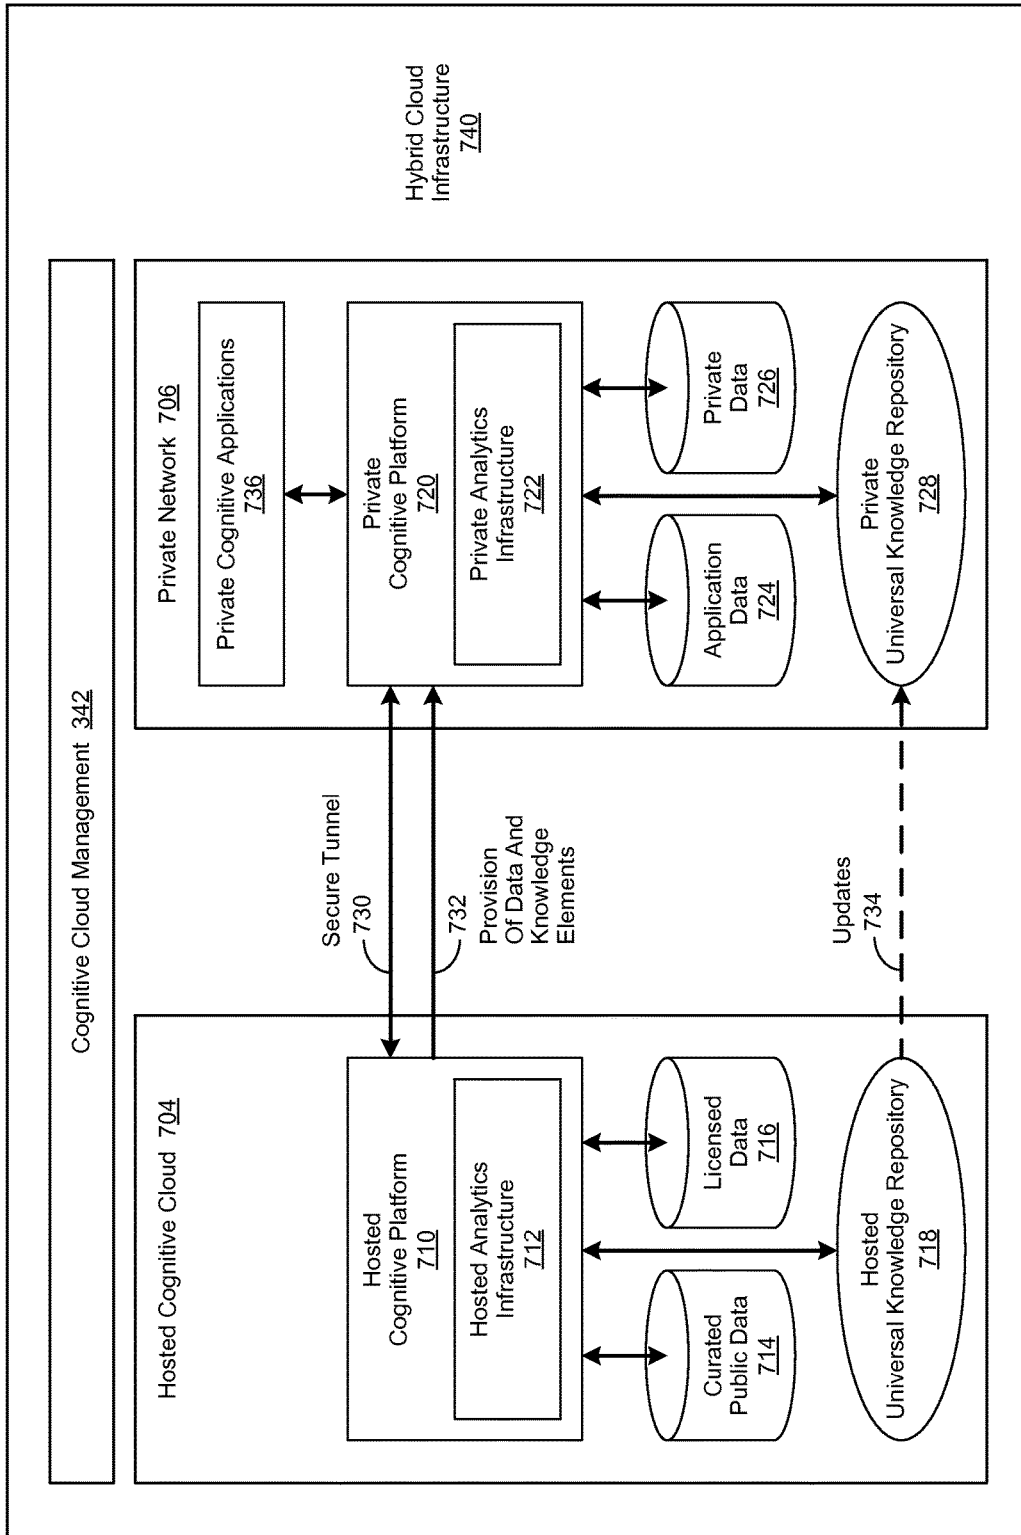 Cognitive Cloud Management 342
Hosted Cognitive Cloud 704
Hosted
Cognitive Platform
710
Hosted Analytics
Infrastructure
712
Curated
Public Data
714
Licensed
Data
716
Hosted
Universal Knowledge Repository
718
Secure Tunnel
730
732
Provision
Of Data And
Knowledge
Elements
Updates
734
Private Network 706
Private Cognitive Applications
736
Private
Cognitive Platform
720
Private Analytics
Infrastructure
722
Application
Data
724
Private
Data
726
Private
Universal Knowledge Repository
728
Hybrid Cloud
Infrastructure
740